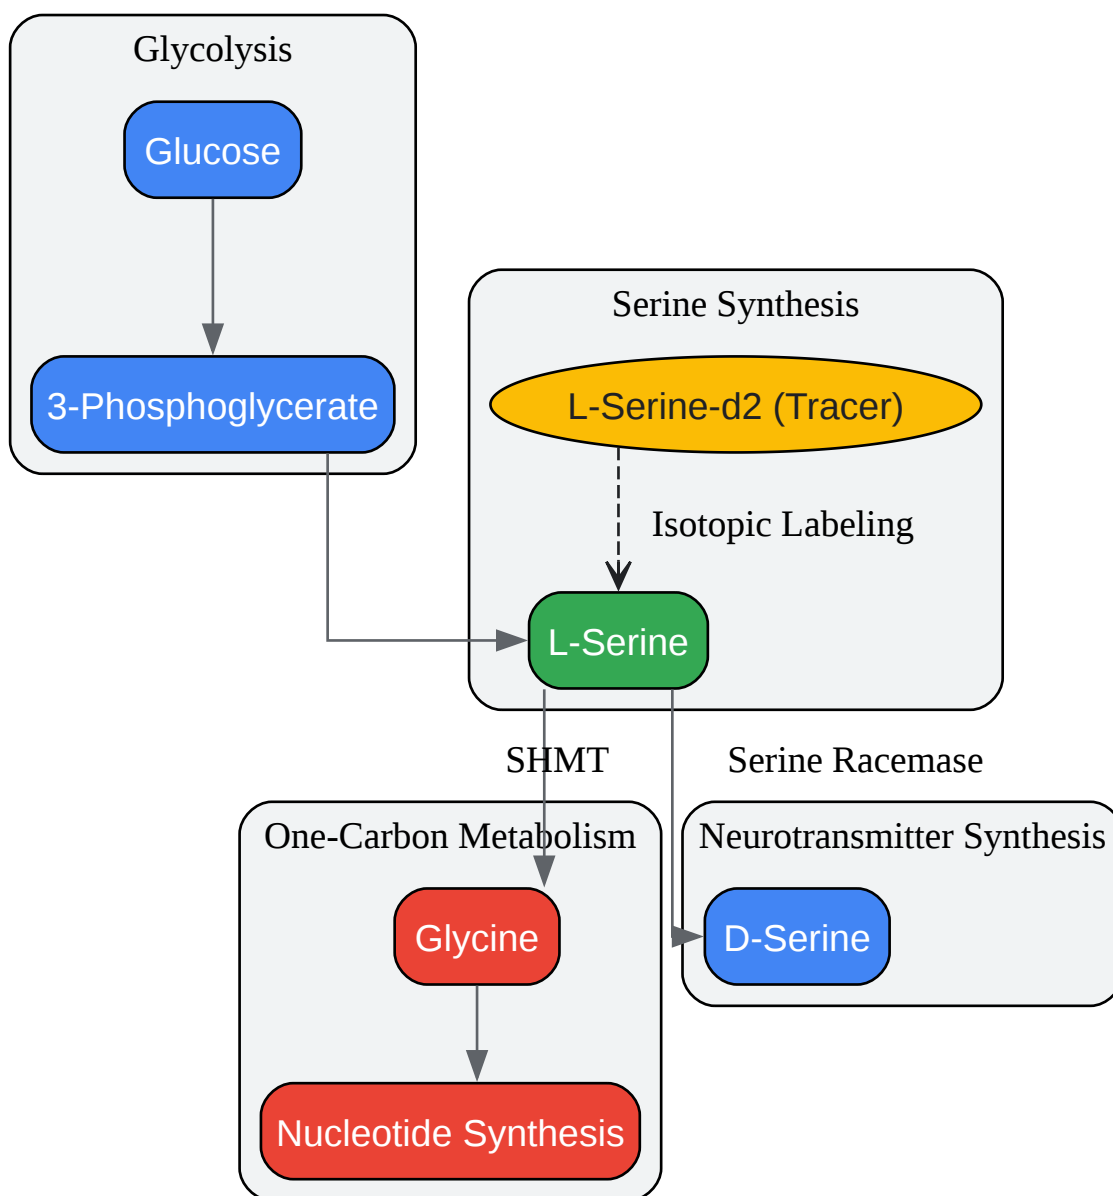 Glycolysis
Glucose
3-Phosphoglycerate
Serine Synthesis
L-Serine-d2 (Tracer)
Isotopic Labeling
L-Serine
SHMT
Serine Racemase
One-Carbon Metabolism
Neurotransmitter Synthesis
Glycine
D-Serine
Nucleotide Synthesis